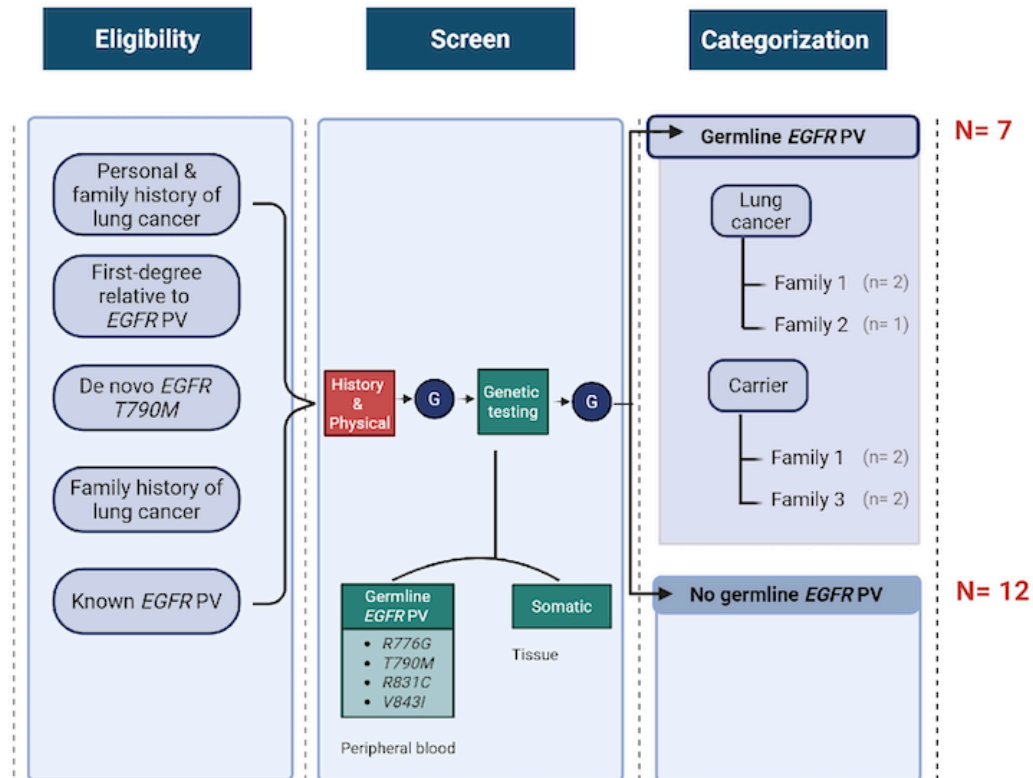 Eligibility
Screen
Categorization
Personal &
family history of
lung cancer
First-degree
relative to
EGFR PV
De novo EGFR
T790M
Family history of
lung cancer
Known EGFR PV
History
&
Physical
G
Genetic
testing
G
Germline
EGFR PV
• R776G
• T790M
• R831C
• V843I
Peripheral blood
Somatic
Tissue
Germline EGFR PV
N= 7
Lung
cancer
Family 1 (n= 2)
Family 2 (n= 1)
Carrier
Family 1 (n= 2)
Family 3 (n= 2)
No germline EGFR PV
N= 12